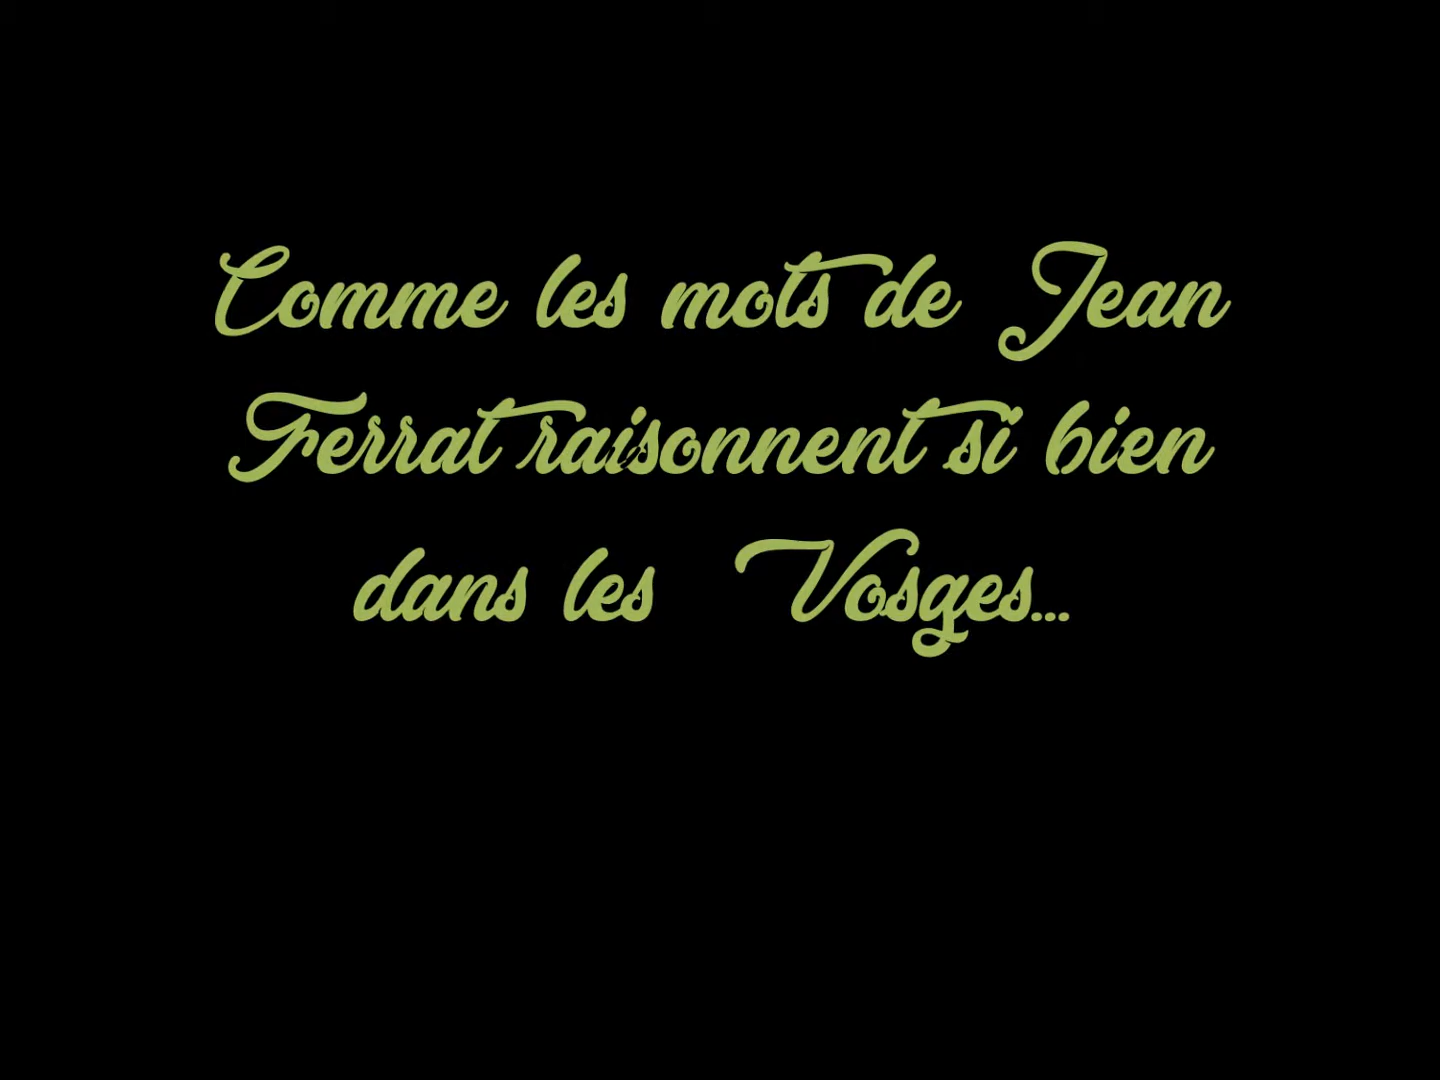 Comme les mots de Jean
Ferrat raisonnent si bien
dans les Vosges...